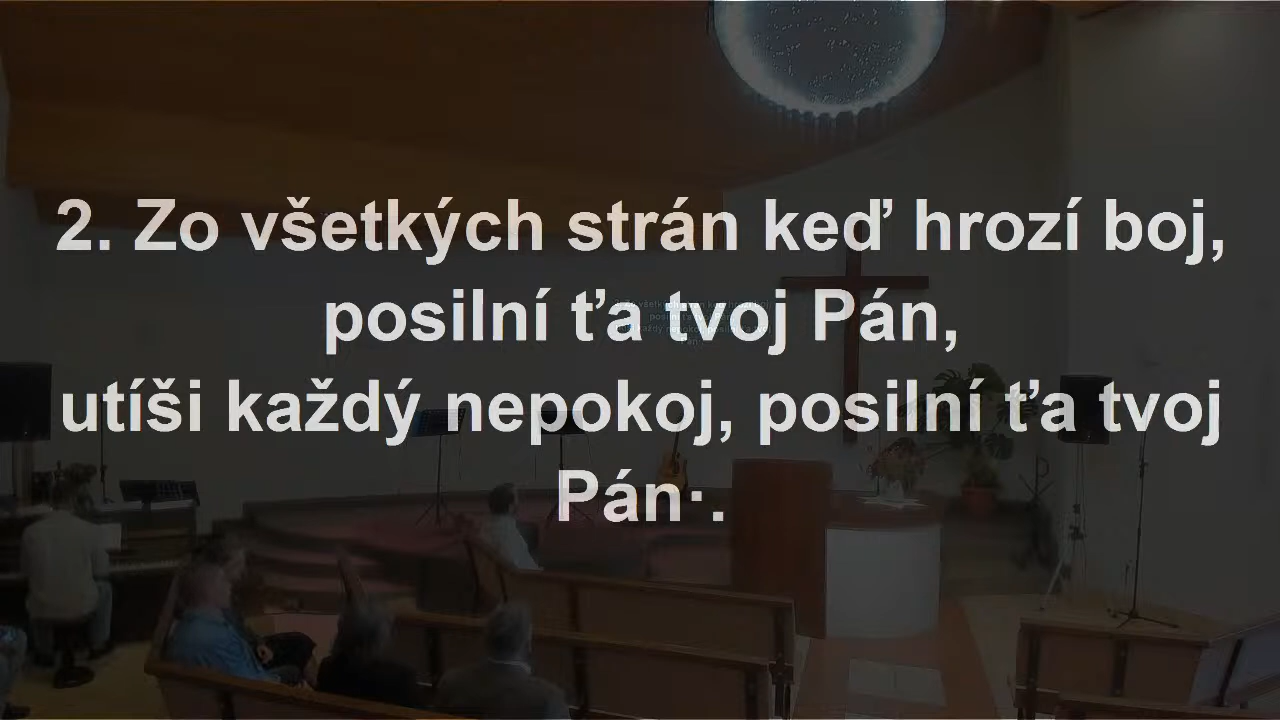 2. Zo všetkých strán keď hrozí boj,
posilní ťa tvoj Pán,
utíši každý nepokoj, posilní ťa tvoj
Pán·.